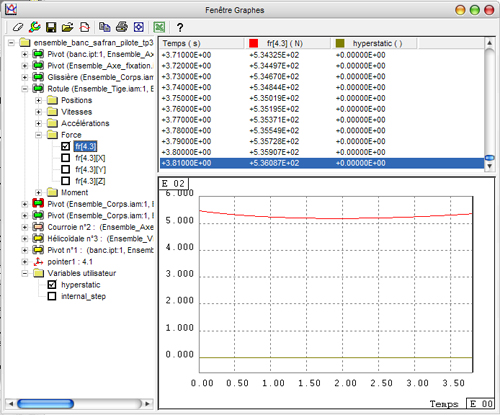 Fenêtre Graphes
ensemble_banc_safran_pilote_tp3
Pivot (banc.ipt:1, Ensemble
Pivot (Ensemble_Axe_fixation.
Glissière (Ensemble_Corps.iam
Rotule (Ensemble_Tige.iam:1, E
Positions
Vitesses
Accélérations
Force
fr[4.3]
fr[4.3][X]
fr[4.3][Y]
fr[4.3][Z]
Moment
Pivot (Ensemble_Corps.iam:1, I
Pivot (Ensemble_Corps.iam:1, I
Courroie n°2 : (Ensemble_Axe
Hélicoïdale n°3 : (Ensemble_V
Pivot n°1 : (banc.ipt:1, Ensemb
pointer1 : 4.1
Variables utilisateur
hyperstatic
internal_step
Temps ( s) fr[4.3] ( N) hyperstatic ( )
+3.71000E+00 +5.34325E+02 +0.00000E+00
+3.72000E+00 +5.34497E+02 +0.00000E+00
+3.73000E+00 +5.34670E+02 +0.00000E+00
+3.74000E+00 +5.34844E+02 +0.00000E+00
+3.75000E+00 +5.35019E+02 +0.00000E+00
+3.76000E+00 +5.35195E+02 +0.00000E+00
+3.77000E+00 +5.35371E+02 +0.00000E+00
+3.78000E+00 +5.35549E+02 +0.00000E+00
+3.79000E+00 +5.35728E+02 +0.00000E+00
+3.80000E+00 +5.35907E+02 +0.00000E+00
+3.81000E+00 +5.36087E+02 +0.00000E+00
E 02
6.000
5.000
4.000
3.000
2.000
1.000
0.000
0.00 0.50 1.00 1.50 2.00 2.50 3.00 3.50
Temps E 00